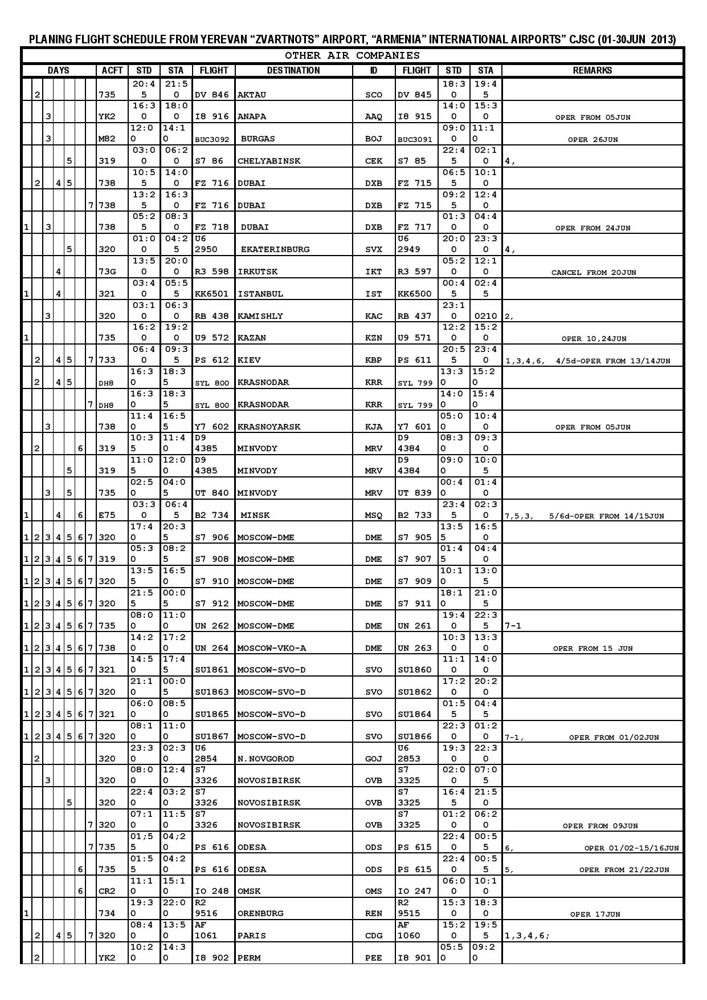 PLANING FLIGHT SCHEDULE FROM YEREVAN “ZVARTNOTS” AIRPORT, “ARMENIA” INTERNATIONAL AIRPORTS” CJSC (01-30JUN 2013)
OTHER AIR COMPANIES
DAYS ACFT STD STA FLIGHT DESTINATION ID FLIGHT STD STA REMARKS
2 735 20:45 21:50 DV 846 AKTAU SCO DV 845 18:30 19:45
3 YK2 16:30 18:00 I8 916 ANAPA AAQ I8 915 14:00 15:30 OPER FROM 05JUN
3 M82 12:00 14:10 BUC3092 BURGAS BOJ BUC3091 09:00 11:10 OPER 26JUN
5 319 03:00 06:20 S7 86 CHELYABINSK CEK S7 85 22:45 02:10 4,
2 4 5 738 10:55 14:00 FZ 716 DUBAI DXB FZ 715 06:55 10:10
7 738 13:25 16:30 FZ 716 DUBAI DXB FZ 715 09:25 12:40
1 3 738 05:25 08:30 FZ 718 DUBAI DXB FZ 717 01:30 04:40 OPER FROM 24JUN
5 320 01:00 04:25 U6 2950 EKATERINBURG SVX U6 2949 20:00 23:30 4,
4 73G 13:50 20:00 R3 598 IRKUTSK IKT R3 597 05:20 12:10 CANCEL FROM 20JUN
1 4 321 03:40 05:55 KK6501 ISTANBUL IST KK6500 00:45 02:45
3 320 03:10 06:30 RB 438 KAMISHLY KAC RB 437 23:10 0210 2,
1 735 16:20 19:20 U9 572 KAZAN KZN U9 571 12:20 15:20 OPER 10,24JUN
2 4 5 7 733 06:40 09:35 PS 612 KIEV KBP PS 611 20:55 23:40 1,3,4,6, 4/5d-OPER FROM 13/14JUN
2 4 5 DH8 16:30 18:35 SYL 800 KRASNODAR KRR SYL 799 13:30 15:20
7 DH8 16:30 18:35 SYL 800 KRASNODAR KRR SYL 799 14:00 15:40
3 738 11:40 16:55 Y7 602 KRASNOYARSK KJA Y7 601 05:00 10:40 OPER FROM 05JUN
2 6 319 10:35 11:40 D9 4385 MINVODY MRV D9 4384 08:30 09:30
5 319 11:05 12:00 D9 4385 MINVODY MRV D9 4384 09:00 10:05
3 5 735 02:50 04:05 UT 840 MINVODY MRV UT 839 00:40 01:40
1 4 6 E75 03:30 06:45 B2 734 MINSK MSQ B2 733 23:45 02:30 7,5,3, 5/6d-OPER FROM 14/15JUN
1 2 3 4 5 6 7 320 17:40 20:35 S7 906 MOSCOW-DME DME S7 905 13:55 16:50
1 2 3 4 5 6 7 319 05:30 08:25 S7 908 MOSCOW-DME DME S7 907 01:45 04:40
1 2 3 4 5 6 7 320 13:55 16:50 S7 910 MOSCOW-DME DME S7 909 10:10 13:05
1 2 3 4 5 6 7 320 21:55 00:05 S7 912 MOSCOW-DME DME S7 911 18:10 21:05
1 2 3 4 5 6 7 735 08:00 11:00 UN 262 MOSCOW-DME DME UN 261 19:40 22:35 7-1
1 2 3 4 5 6 7 738 14:20 17:20 UN 264 MOSCOW-VKO-A DME UN 263 10:30 13:30 OPER FROM 15 JUN
1 2 3 4 5 6 7 321 14:50 17:45 SU1861 MOSCOW-SVO-D SVO SU1860 11:10 14:00
1 2 3 4 5 6 7 320 21:10 00:05 SU1863 MOSCOW-SVO-D SVO SU1862 17:20 20:20
1 2 3 4 5 6 7 321 06:00 08:50 SU1865 MOSCOW-SVO-D SVO SU1864 01:55 04:45
1 2 3 4 5 6 7 320 08:10 11:00 SU1867 MOSCOW-SVO-D SVO SU1866 22:30 01:20 7-1, OPER FROM 01/02JUN
2 320 23:30 02:30 U6 2854 N.NOVGOROD GOJ U6 2853 19:30 22:30
3 320 08:00 12:40 S7 3326 NOVOSIBIRSK OVB S7 3325 02:00 07:05
5 320 22:40 03:20 S7 3326 NOVOSIBIRSK OVB S7 3325 16:45 21:50
7 320 07:10 11:50 S7 3326 NOVOSIBIRSK OVB S7 3325 01:20 06:20 OPER FROM 09JUN
7 735 01;55 04;20 PS 616 ODESA ODS PS 615 22:40 00:55 6, OPER 01/02-15/16JUN
6 735 01:55 04:20 PS 616 ODESA ODS PS 615 22:40 00:55 5, OPER FROM 21/22JUN
6 CR2 11:10 15:10 IO 248 OMSK OMS IO 247 06:00 10:10
1 734 19:30 22:00 R2 9516 ORENBURG REN R2 9515 15:30 18:30 OPER 17JUN
2 4 5 7 320 08:40 13:50 AF 1061 PARIS CDG AF 1060 15:20 19:55 1,3,4,6;
2 YK2 10:20 14:30 I8 902 PERM PEE I8 901 05:50 09:20